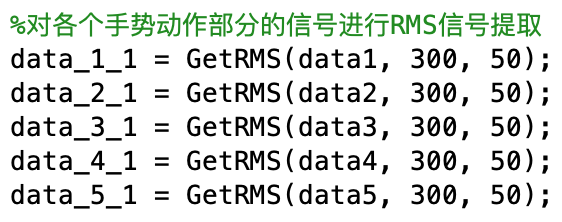 %对各个手势动作部分的信号进行RMS信号提取
data_1_1 = GetRMS(data1, 300, 50);
data_2_1 = GetRMS(data2, 300, 50);
data_3_1 = GetRMS(data3, 300, 50);
data_4_1 = GetRMS(data4, 300, 50);
data_5_1 = GetRMS(data5, 300, 50);